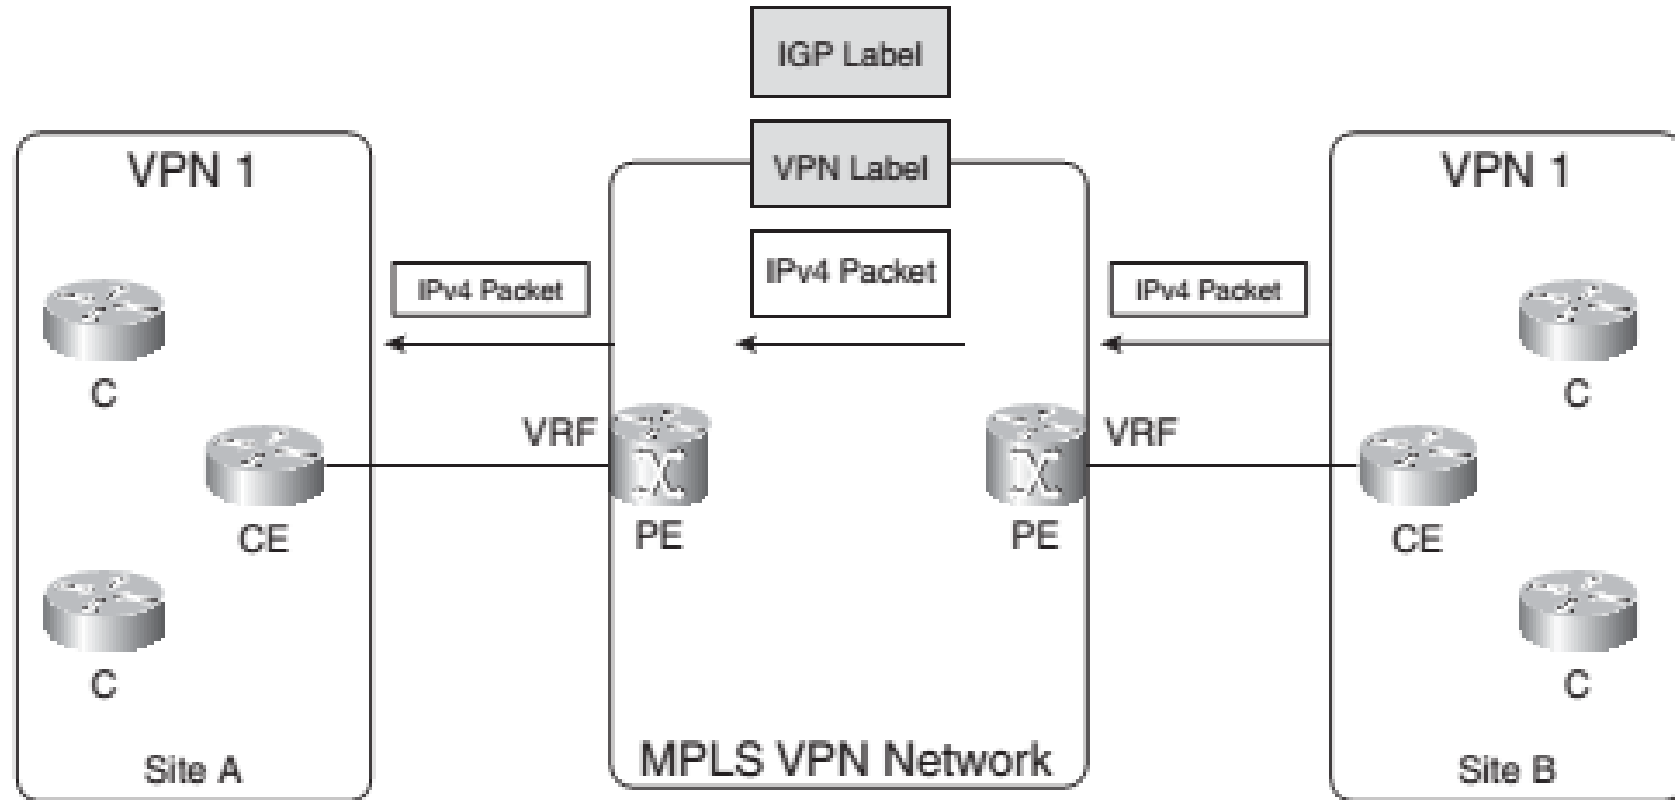 IGP Label
VPN Label
IPv4 Packet
VPN 1
IPv4 Packet
C
CE
C
Site A
VRF
PE
PE
VRF
MPLS VPN Network
IPv4 Packet
VPN 1
C
CE
C
Site B